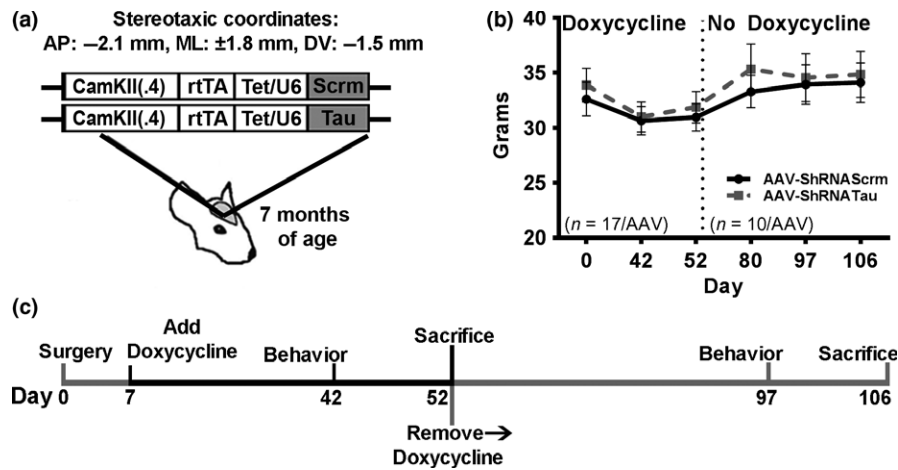 (a)
Stereotaxic coordinates:
AP: –2.1 mm, ML: ±1.8 mm, DV: –1.5 mm
CamKII(.4) rtTA Tet/U6 Scrm
CamKII(.4) rtTA Tet/U6 Tau
7 months
of age
(b)
Doxycycline No Doxycycline
40
35
30
25
20
Grams
AAV-ShRNAScrm
AAV-ShRNATau
(n = 17/AAV) (n = 10/AAV)
0 42 52 80 97 106
Day
(c)
Surgery
Add
Doxycycline
Behavior
Sacrifice
Behavior
Sacrifice
Day 0 7 42 52 97 106
Remove→
Doxycycline